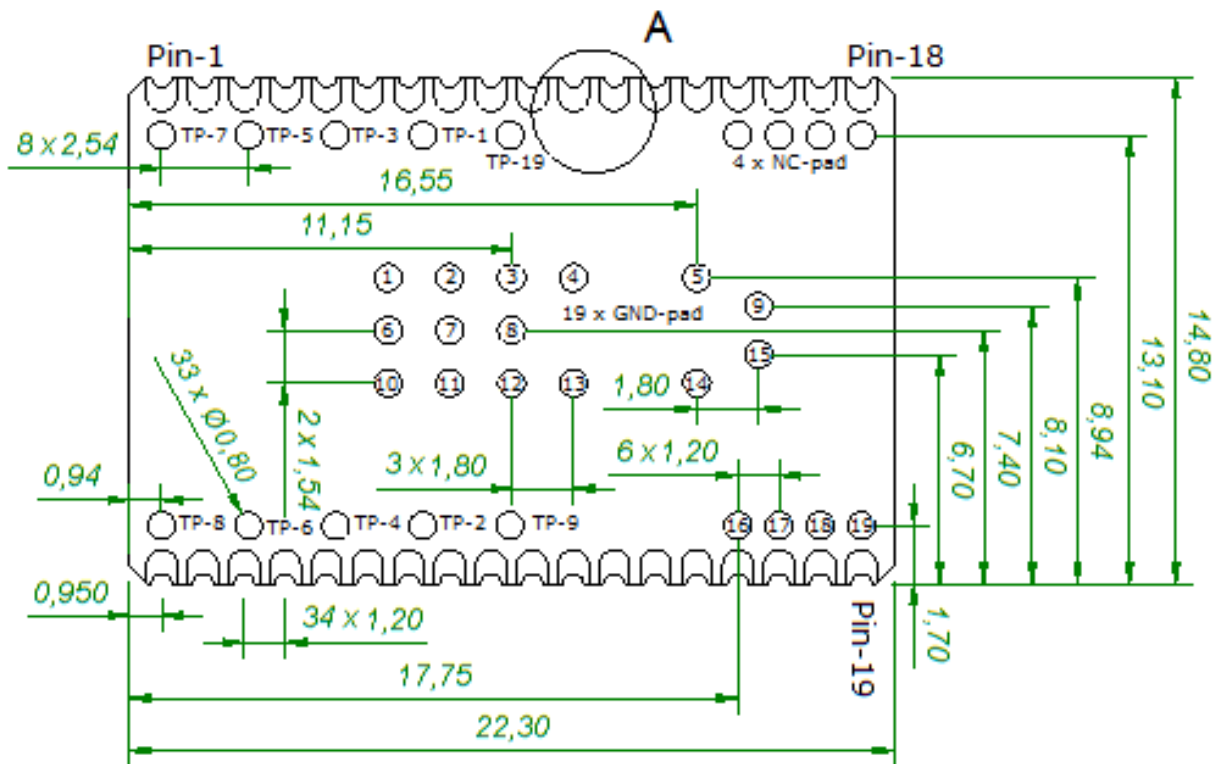 A
Pin-1
Pin-18
TP-7
TP-5
TP-3
TP-1
TP-19
4 x NC-pad
8 x 2,54
16,55
11,15
1
2
3
4
5
19 x GND-pad
9
6
7
8
15
10
11
12
13
14
33 x Ø0,80
2 x 1,54
1,80
3 x 1,80
6 x 1,20
0,94
TP-8
TP-6
TP-4
TP-2
TP-9
16
17
18
19
6,70
7,40
8,10
8,94
13,10
14,80
0,950
34 x 1,20
Pin-19
1,70
17,75
22,30